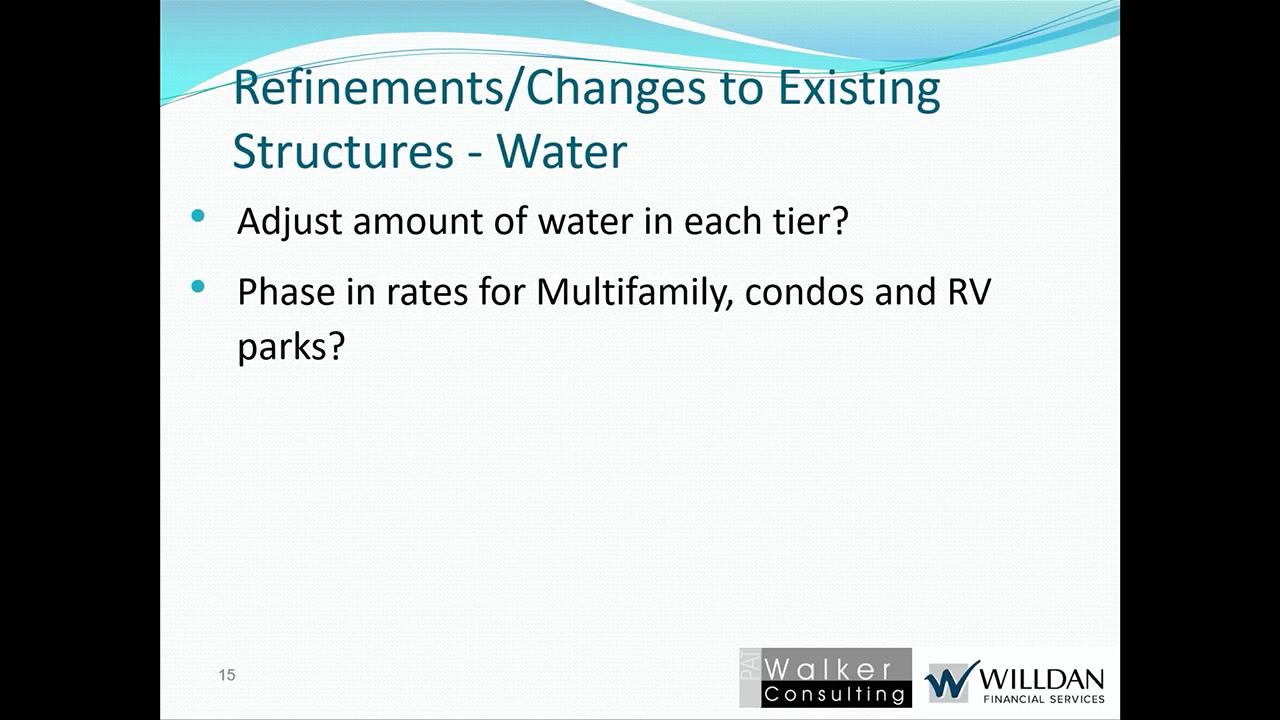 Refinements/Changes to Existing
Structures - Water
• Adjust amount of water in each tier?
• Phase in rates for Multifamily, condos and RV
parks?
15
PAT
Walker
Consulting
W WILLDAN
FINANCIAL SERVICES